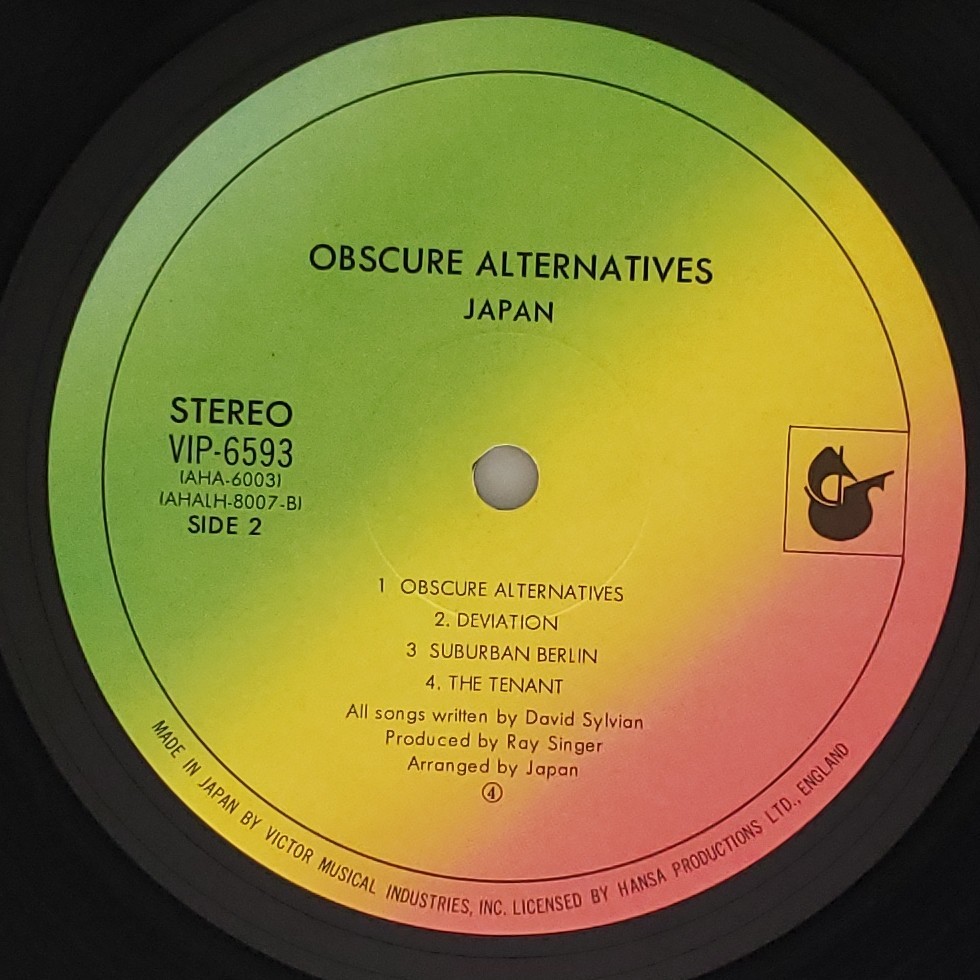 OBSCURE ALTERNATIVES
JAPAN
STEREO
VIP-6593
(AHA-6003)
(AHALH-8007-B)
SIDE 2
1 OBSCURE ALTERNATIVES
2. DEVIATION
3 SUBURBAN BERLIN
4. THE TENANT
All songs written by David Sylvian
Produced by Ray Singer
Arranged by Japan
④
MADE IN JAPAN BY VICTOR MUSICAL INDUSTRIES, INC. LICENSED BY HANSA PRODUCTIONS LTD., ENGLAND